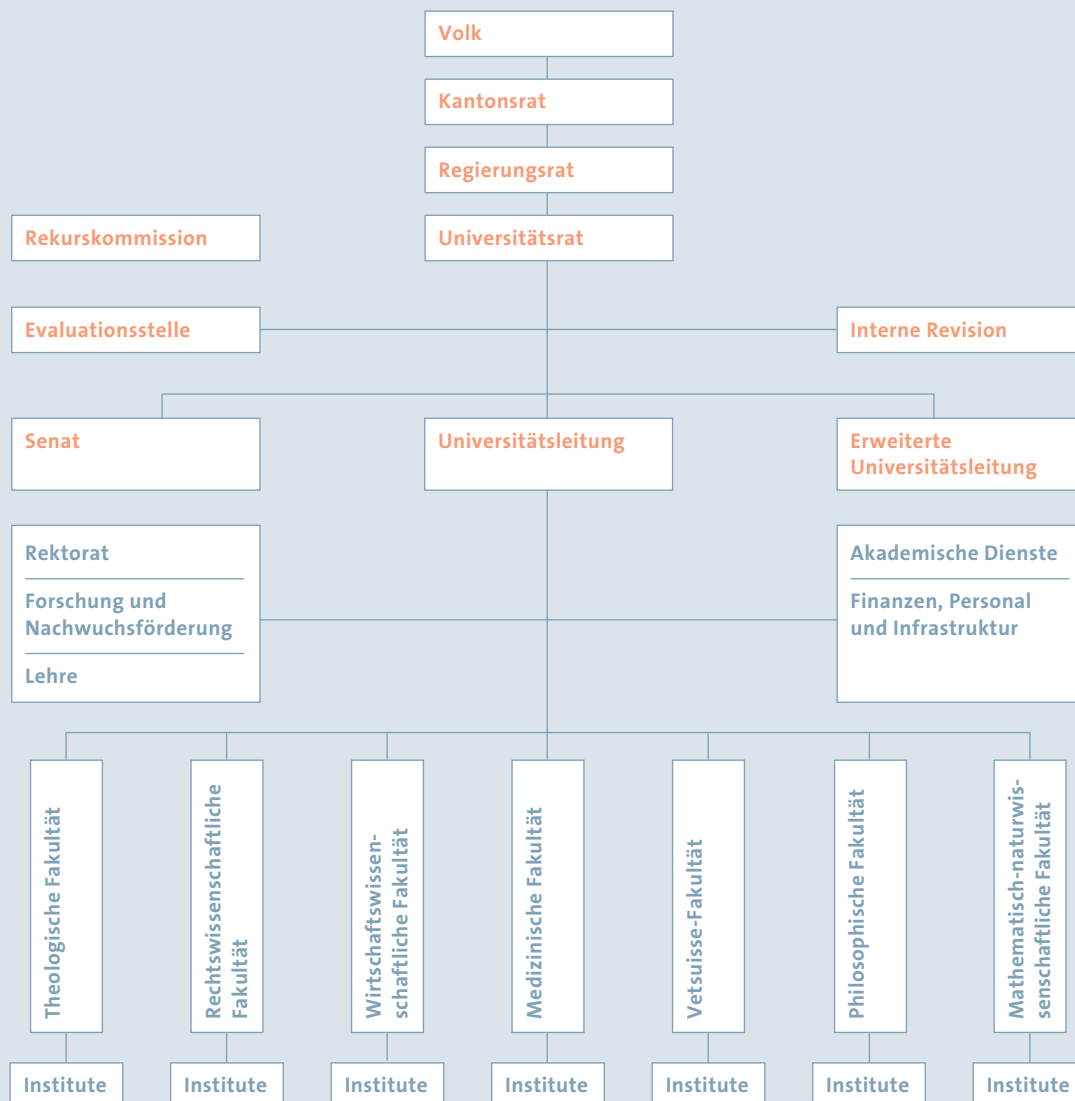 Volk
Kantonsrat
Regierungsrat
Rekurskommission
Universitätsrat
Evaluationsstelle
Interne Revision
Senat
Universitätsleitung
Erweiterte
Universitätsleitung
Rektorat
Forschung und
Nachwuchsförderung
Lehre
Akademische Dienste
Finanzen, Personal
und Infrastruktur
Theologische Fakultät
Rechtswissenschaftliche
Fakultät
Wirtschaftswissen-
schaftliche Fakultät
Medizinische Fakultät
Vetsuisse-Fakultät
Philosophische Fakultät
Mathematisch-naturwis-
senschaftliche Fakultät
Institute
Institute
Institute
Institute
Institute
Institute
Institute